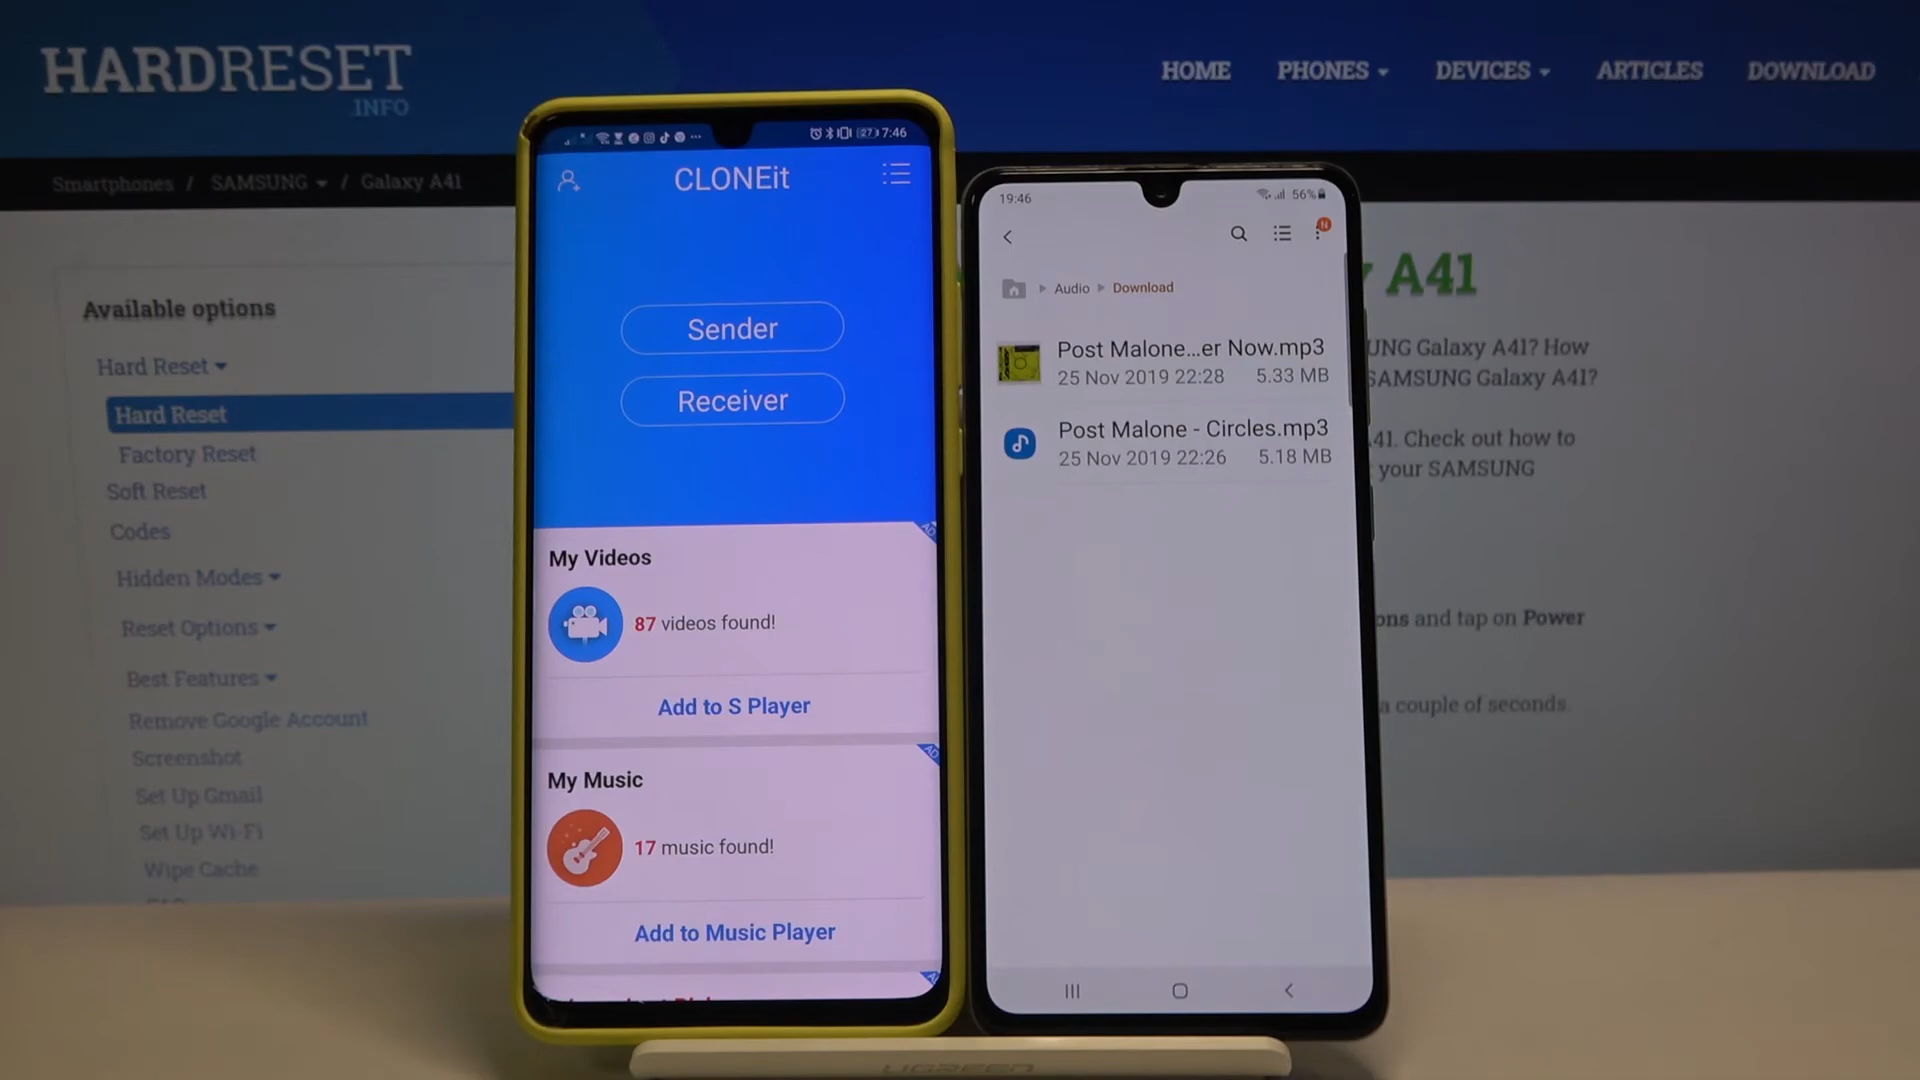 HARDRESET
.INFO
HOME PHONES DEVICES ARTICLES DOWNLOAD
Smartphones / SAMSUNG / Galaxy A41
Available options
Hard Reset
Hard Reset
Factory Reset
Soft Reset
Codes
Hidden Modes
Reset Options
Best Features
Remove Google Account
Screenshot
Set Up Gmail
Set Up Wi-Fi
Wipe Cache
27 7:46
CLONEit
Sender
Receiver
AD
My Videos
87 videos found!
Add to S Player
AD
My Music
17 music found!
Add to Music Player
19:46
56%
N
Audio Download
Post Malone...er Now.mp3
25 Nov 2019 22:28 5.33 MB
Post Malone - Circles.mp3
25 Nov 2019 22:26 5.18 MB
A41
UNG Galaxy A41? How
SAMSUNG Galaxy A41?
41. Check out how to
your SAMSUNG
ons and tap on Power
a couple of seconds.
UGREEN